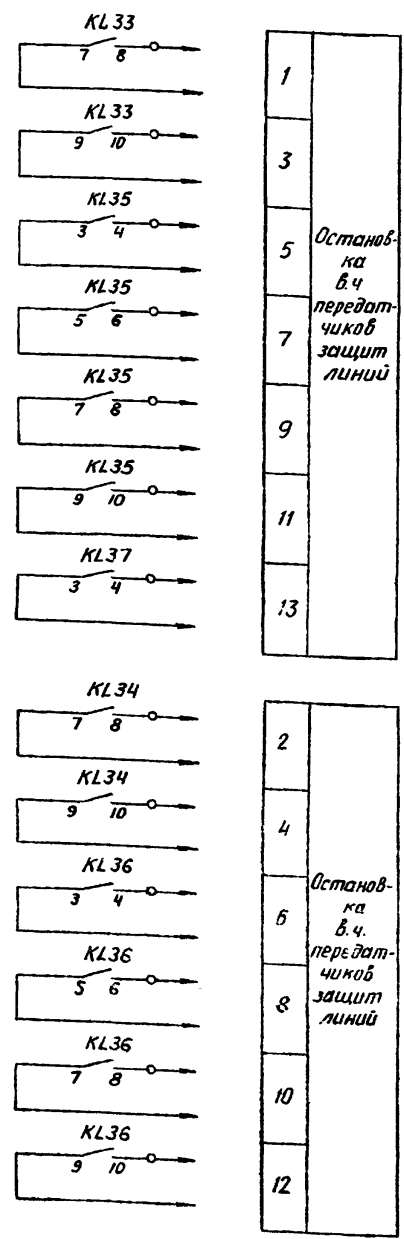 KL33
7 8
1
KL33
9 10
3
KL35
3 4
5
KL35
5 6
7
KL35
7 8
9
KL35
9 10
11
KL37
3 4
13
Останов-
ка
в.ч
передат-
чиков
защит
линий
KL34
7 8
2
KL34
9 10
4
KL36
3 4
6
KL36
5 6
8
KL36
7 8
10
KL36
9 10
12
Останов-
ка
в.ч.
передат-
чиков
защит
линий